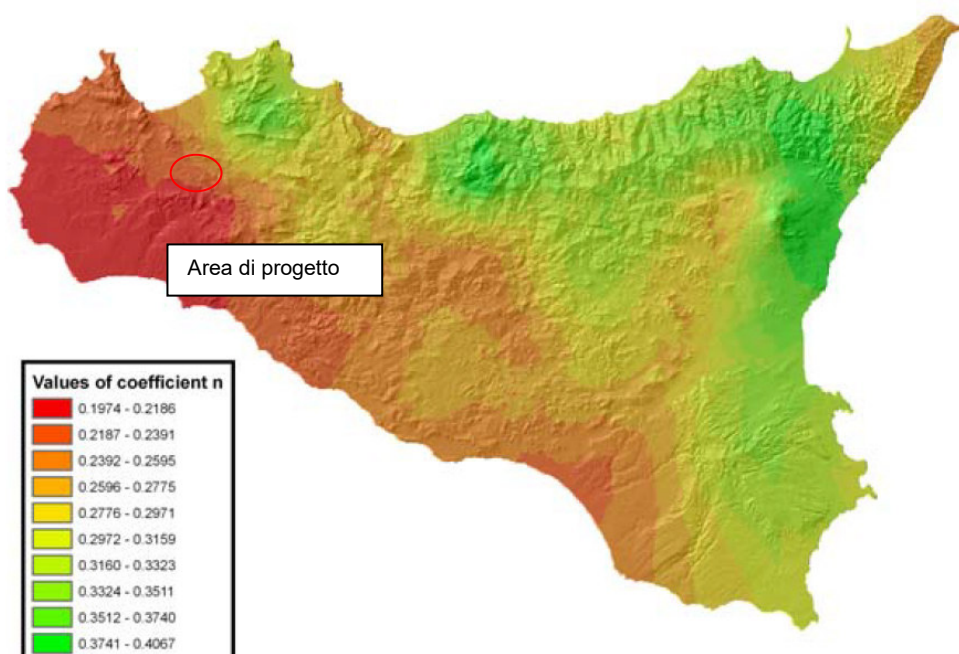 Area di progetto
Values of coefficient n
0.1974 - 0.2186
0.2187 - 0.2391
0.2392 - 0.2595
0.2596 - 0.2775
0.2776 - 0.2971
0.2972 - 0.3159
0.3160 - 0.3323
0.3324 - 0.3511
0.3512 - 0.3740
0.3741 - 0.4067